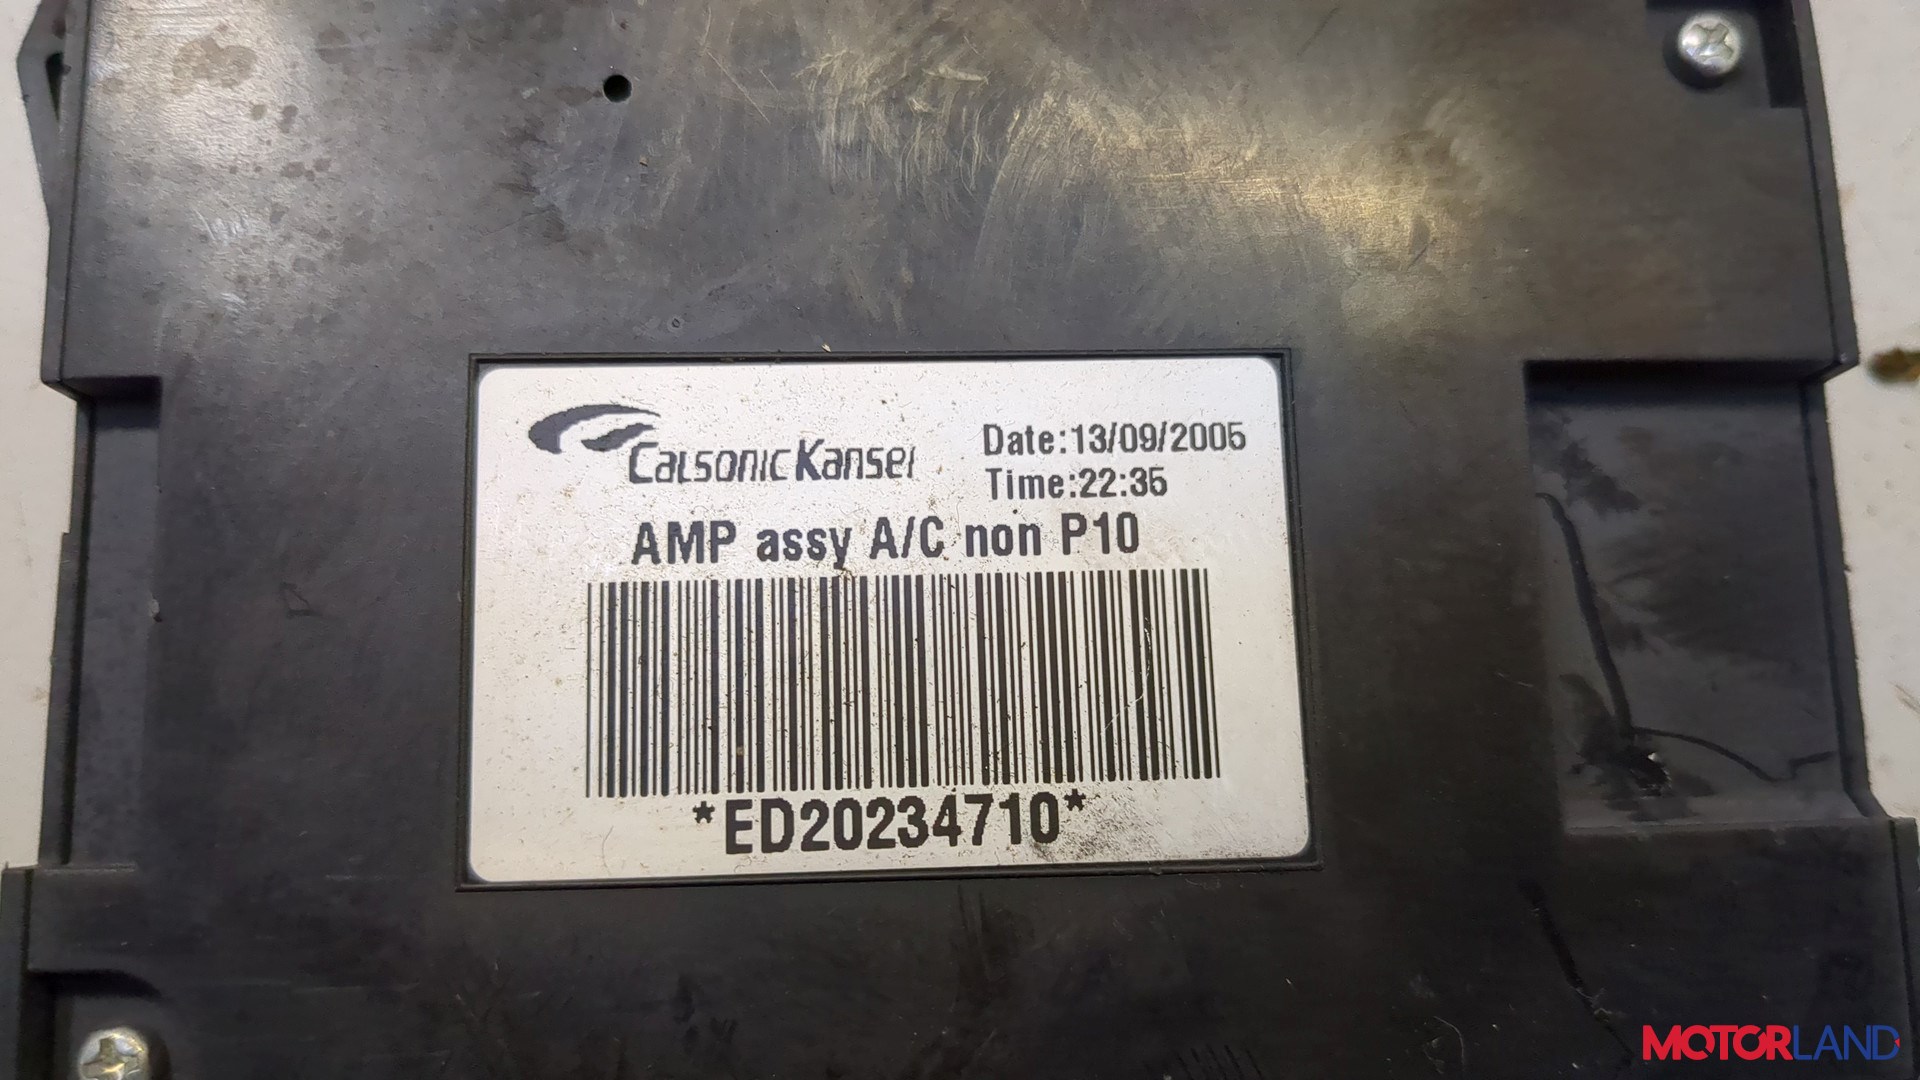 CalsonicKansei
Date:13/09/2005
Time:22:35
AMP assy A/C non P10
*ED20234710*
MOTORLAND